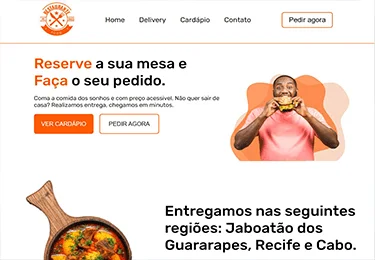 RESTAURANTE
Home
Delivery
Cardápio
Contato
Pedir agora
Reserve a sua mesa e
Faça o seu pedido.
Coma a comida dos sonhos e com preço acessível. Não quer sair de
casa? Realizamos entrega, chegamos em minutos.
VER CARDÁPIO
PEDIR AGORA
Entregamos nas seguintes
regiões: Jaboatão dos
Guararapes, Recife e Cabo.